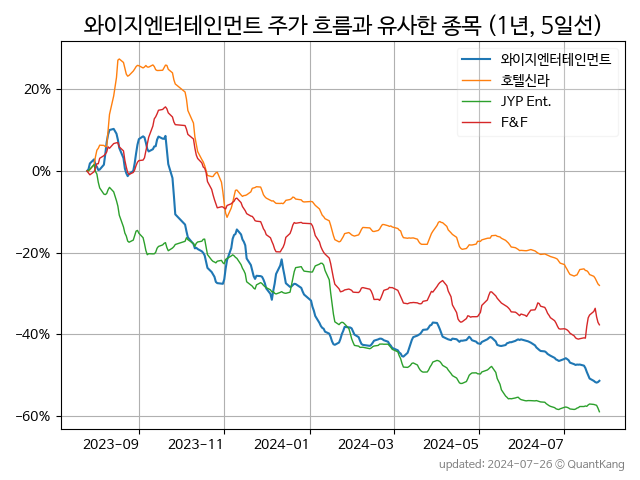 와이지엔터테인먼트 주가 흐름과 유사한 종목 (1년, 5일선)
와이지엔터테인먼트
호텔신라
JYP Ent.
F&F
20%
0%
−20%
−40%
−60%
2023-09
2023-11
2024-01
2024-03
2024-05
2024-07
updated: 2024-07-26 © QuantKang